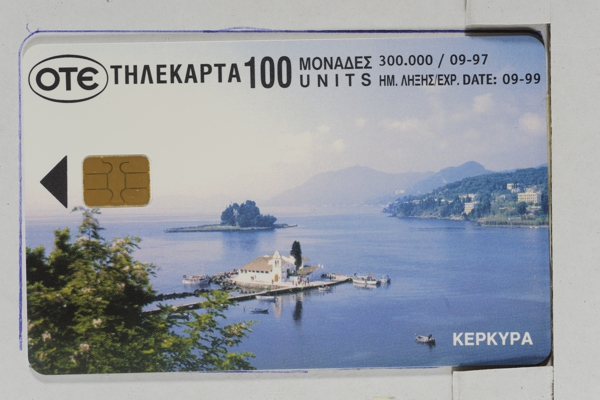 OTE ΤΗΛΕΚΑΡΤΑ 100 ΜΟΝΑΔΕΣ 300.000 / 09-97
UNITS ΗΜ. ΛΗΞΗΣ/EXP. DATE: 09-99
ΚΕΡΚΥΡΑ